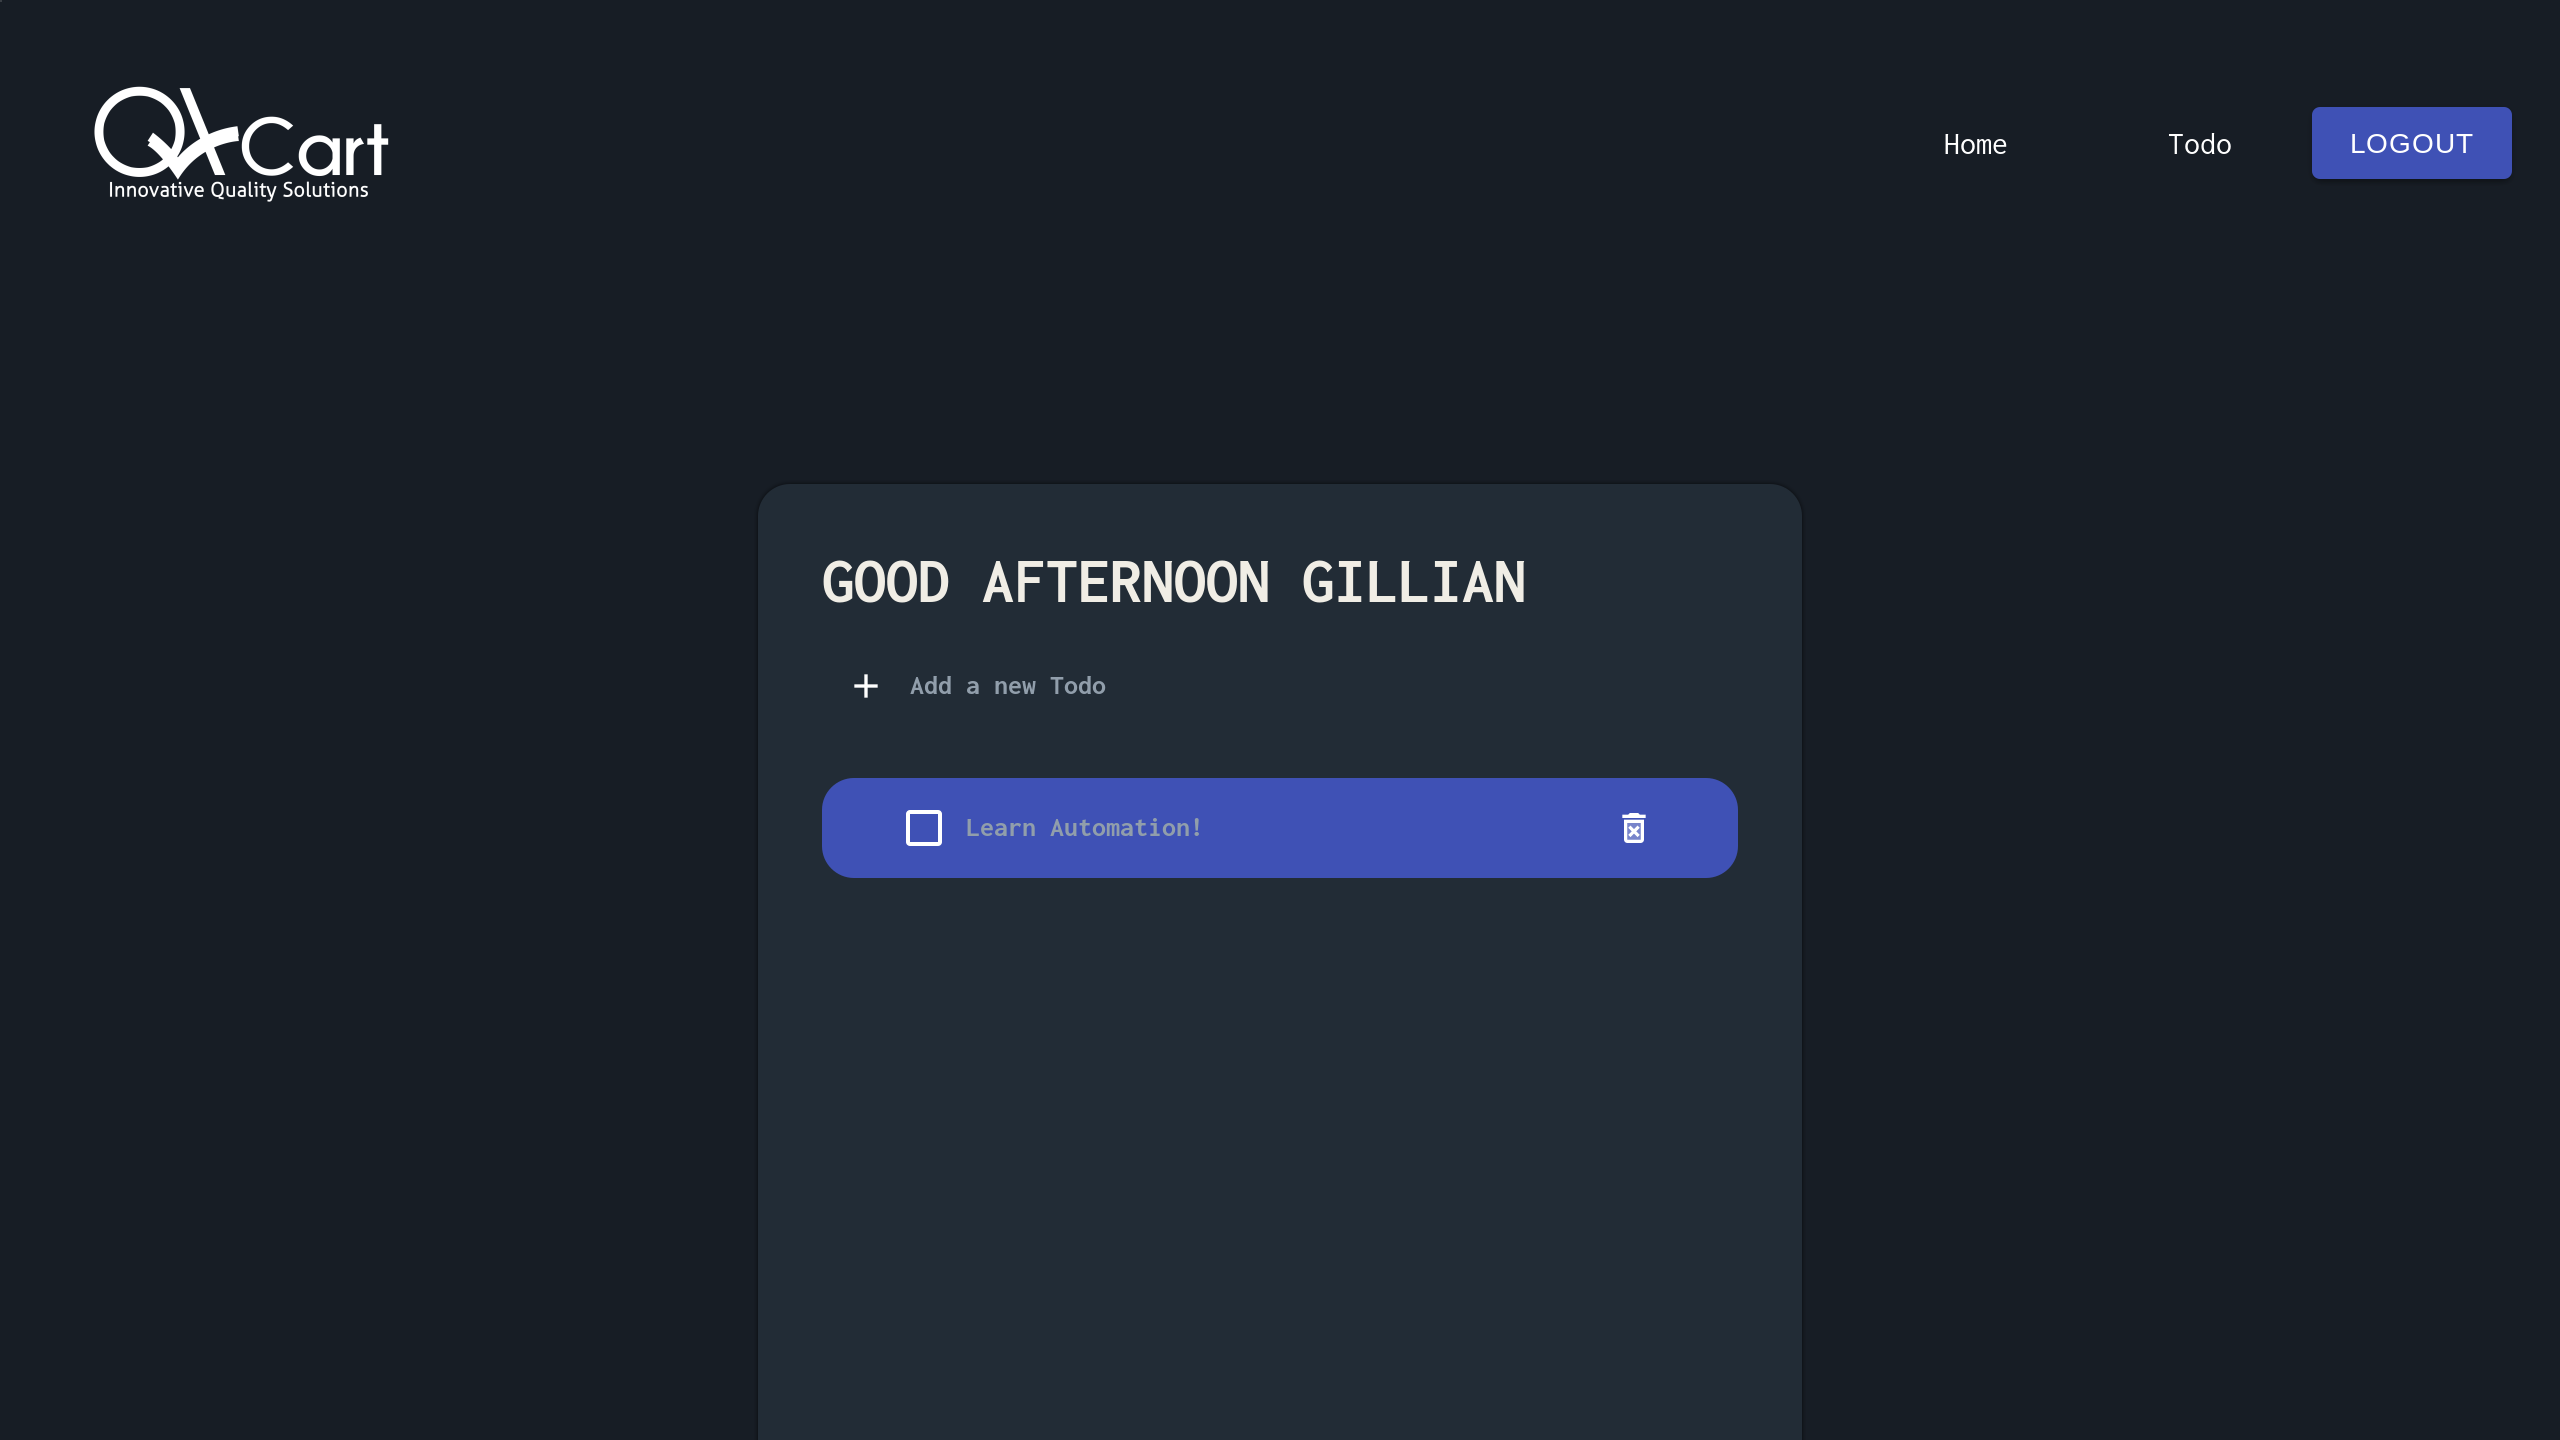 QACart
Innovative Quality Solutions
Home
Todo
LOGOUT
GOOD AFTERNOON GILLIAN
Add a new Todo
Learn Automation!